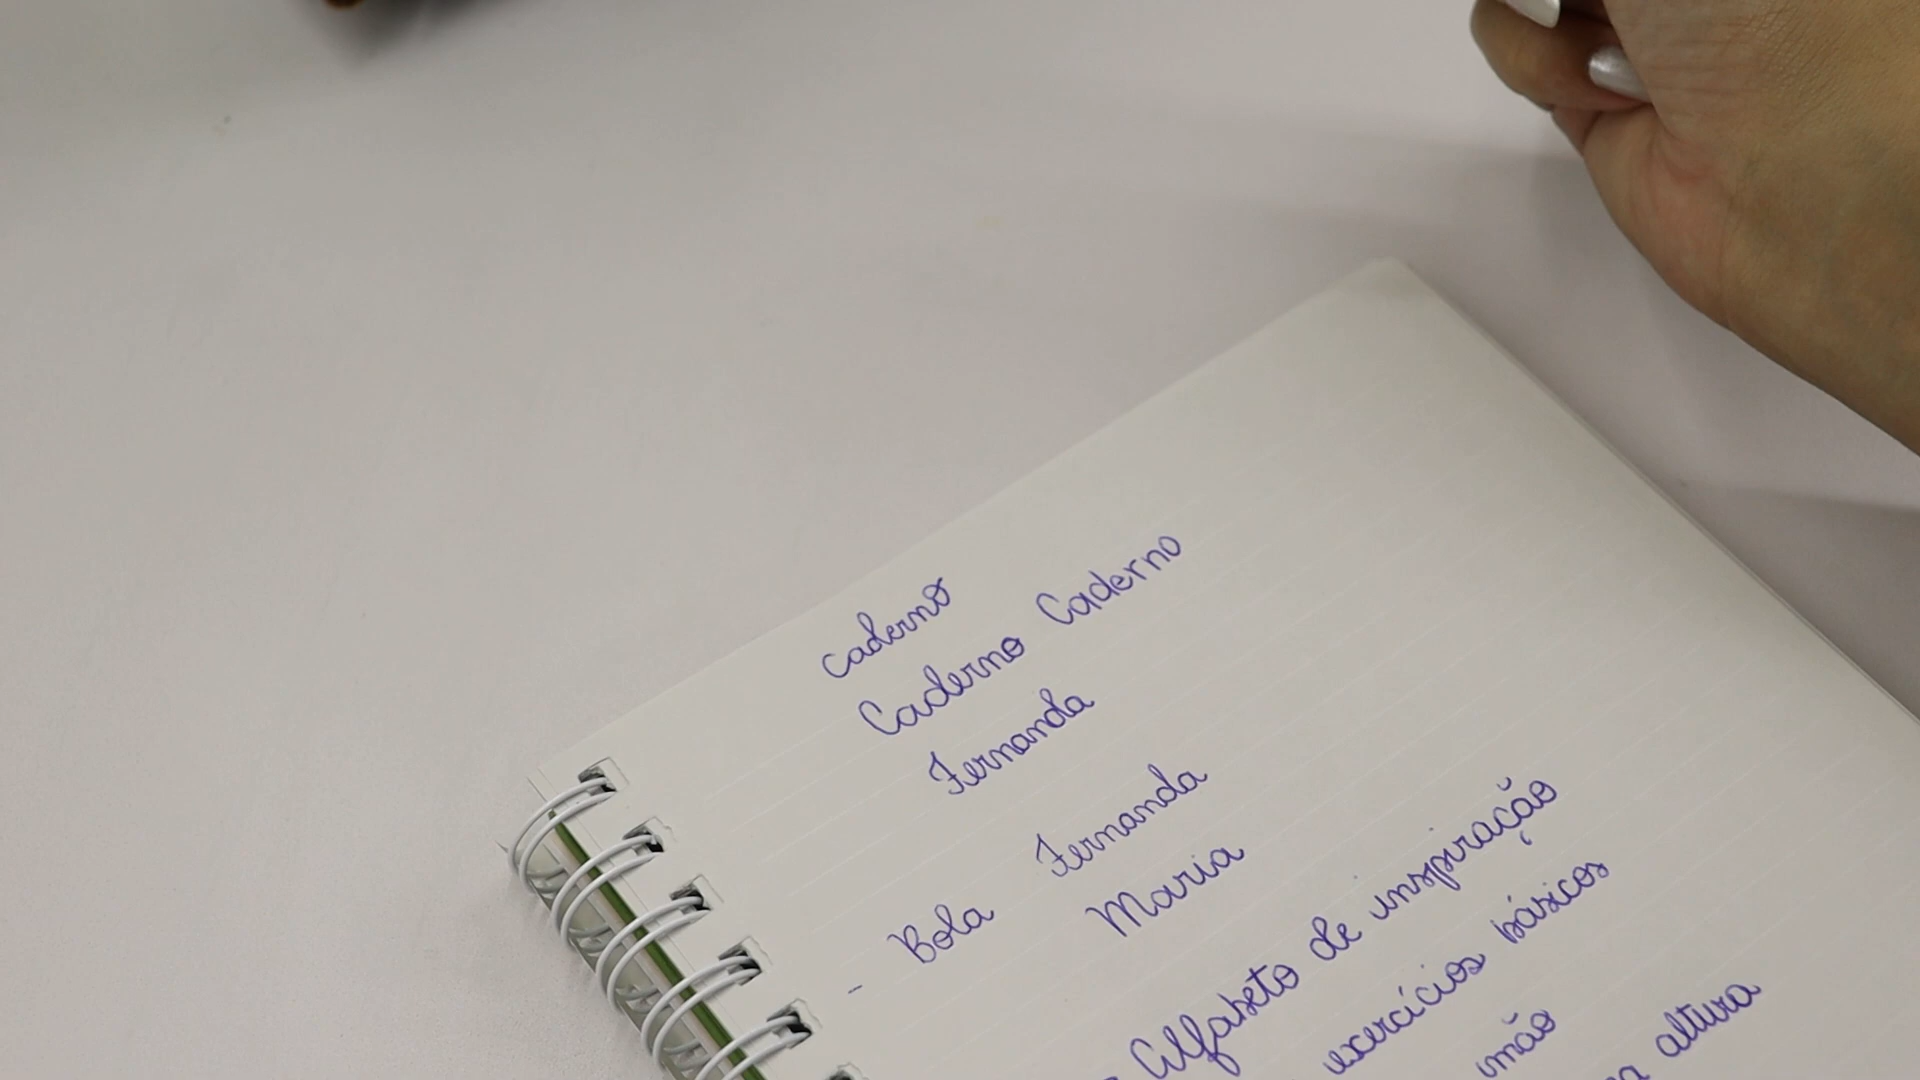 caderno
Caderno Caderno
Fernanda
Fernanda
- Bola Maria
- Alfabeto de inspiração
exercícios básicos
mão
altura